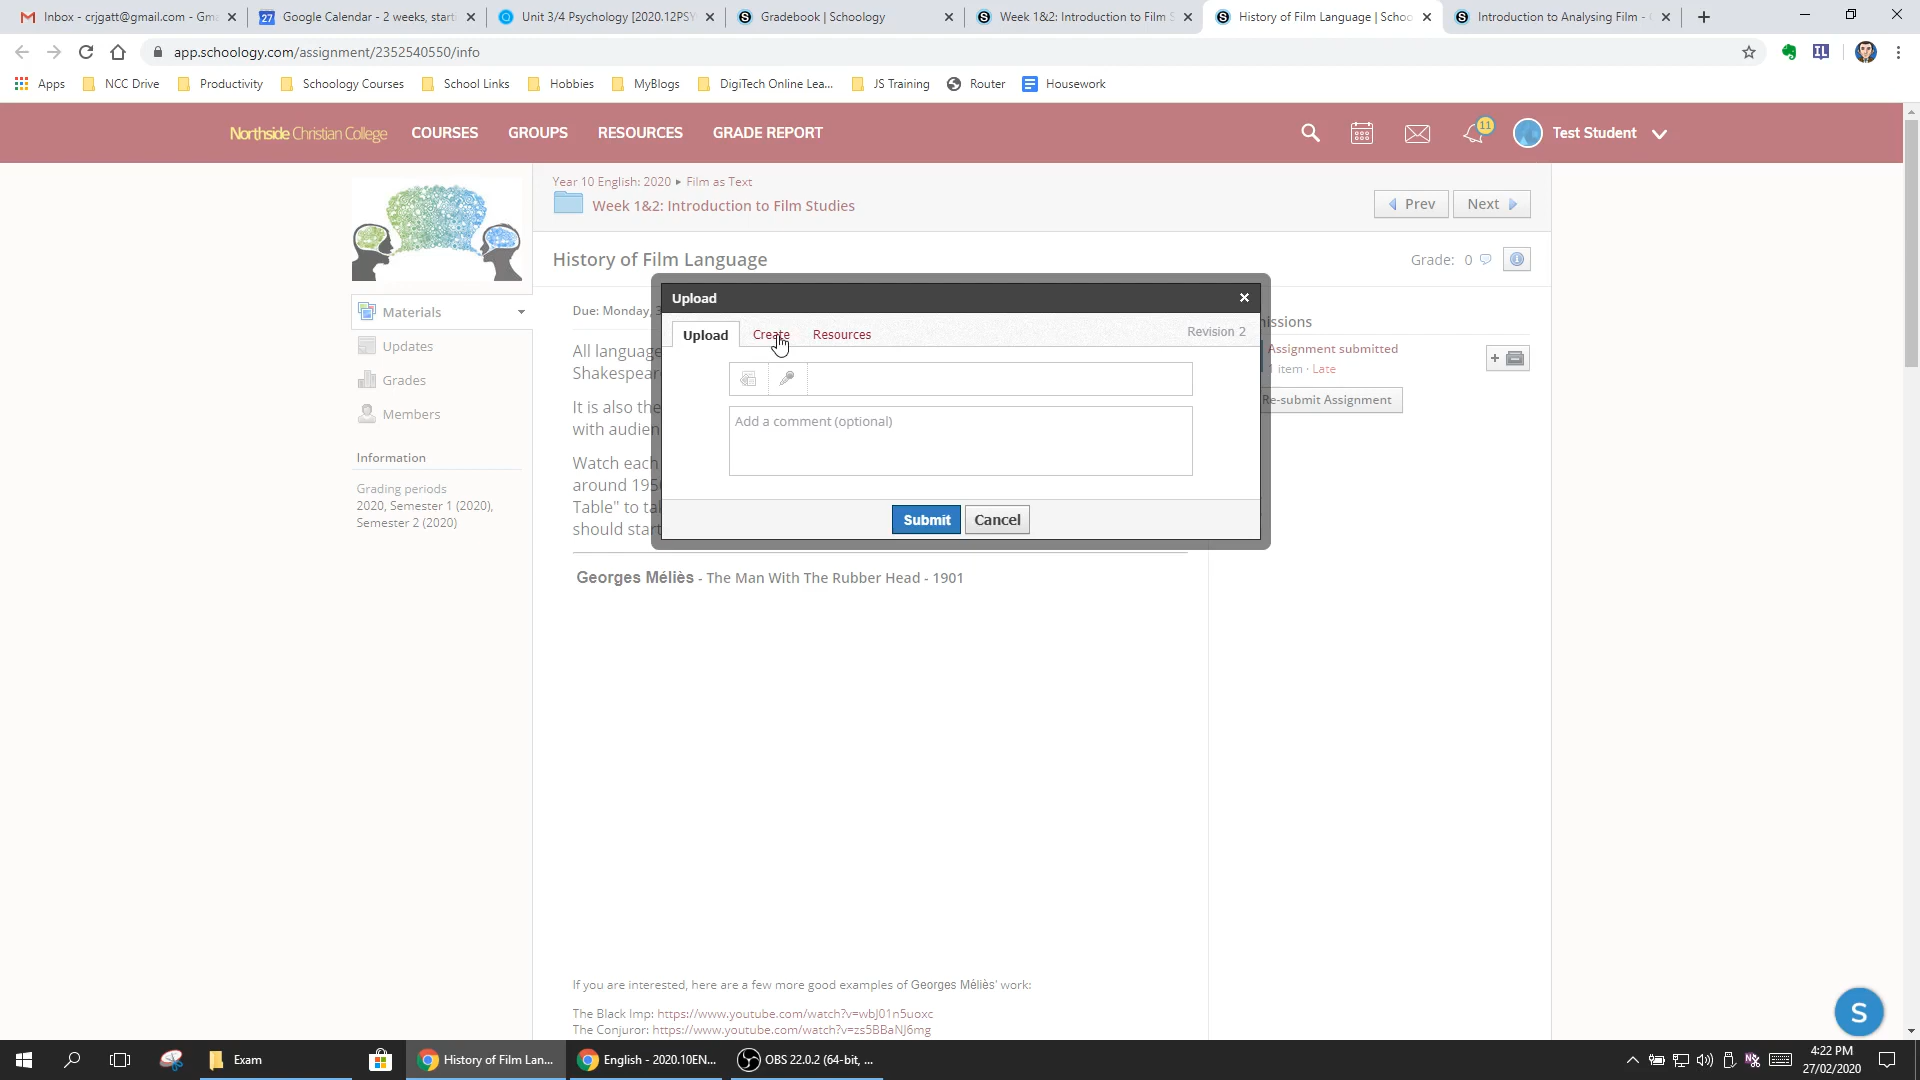 Inbox - crjgatt@gmail.com - Gm
Google Calendar - 2 weeks, starti
Unit 3/4 Psychology [2020.12PSY
Gradebook | Schoology
Week 1&2: Introduction to Film S
History of Film Language | Schoo
Introduction to Analysing Film -
app.schoology.com/assignment/2352540550/info
Apps
NCC Drive
Productivity
Schoology Courses
School Links
Hobbies
MyBlogs
DigiTech Online Lea...
JS Training
Router
Housework
Northside Christian College
COURSES
GROUPS
RESOURCES
GRADE REPORT
11
Test Student
Year 10 English: 2020 ▸ Film as Text
Week 1&2: Introduction to Film Studies
Prev
Next
History of Film Language
Grade: 0
Materials
Updates
Grades
Members
Information
Grading periods
2020, Semester 1 (2020),
Semester 2 (2020)
Due: Monday,
All language
Shakespear
It is also the
with audien
Watch each
around 195
Table" to ta
should start
Upload
Upload
Create
Resources
Revision 2
Add a comment (optional)
Submit
Cancel
issions
Assignment submitted
1 item · Late
Re-submit Assignment
Georges Méliès - The Man With The Rubber Head - 1901
If you are interested, here are a few more good examples of Georges Méliès' work:
The Black Imp: https://www.youtube.com/watch?v=wbJ01n5uoxc
The Conjuror: https://www.youtube.com/watch?v=zs5BBaNJ6mg
S
Exam
History of Film Lan...
English - 2020.10EN...
OBS 22.0.2 (64-bit, ...
4:22 PM
27/02/2020